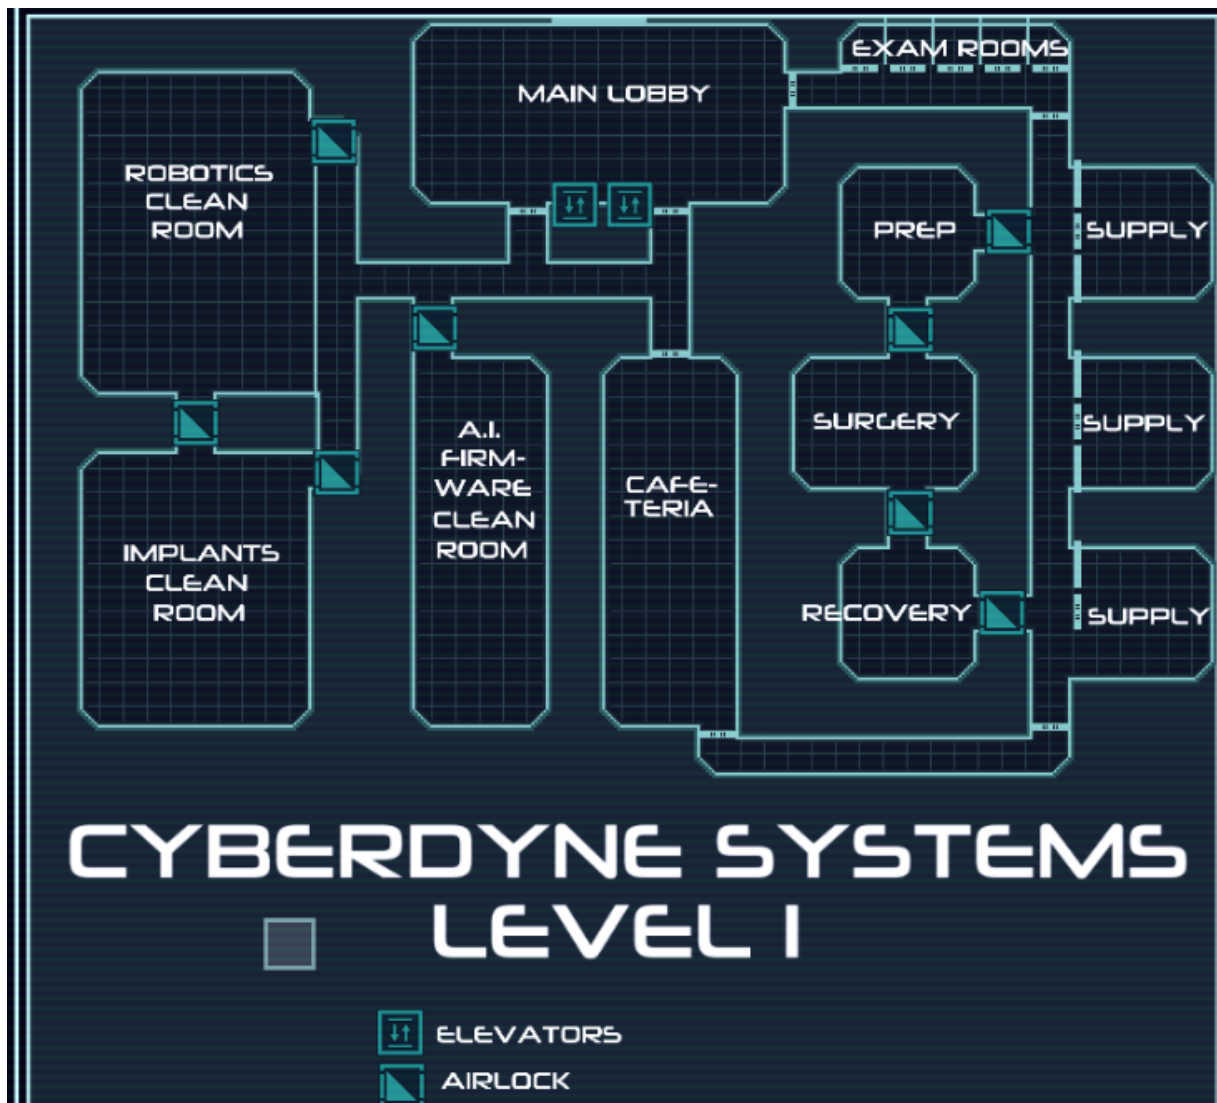 EXAM ROOMS
MAIN LOBBY
ROBOTICS
CLEAN
ROOM
PREP
SUPPLY
SURGERY
SUPPLY
A.I.
FIRM-
WARE
CLEAN
ROOM
CAFE-
TERIA
IMPLANTS
CLEAN
ROOM
RECOVERY
SUPPLY
CYBERDYNE SYSTEMS
LEVEL 1
ELEVATORS
AIRLOCK